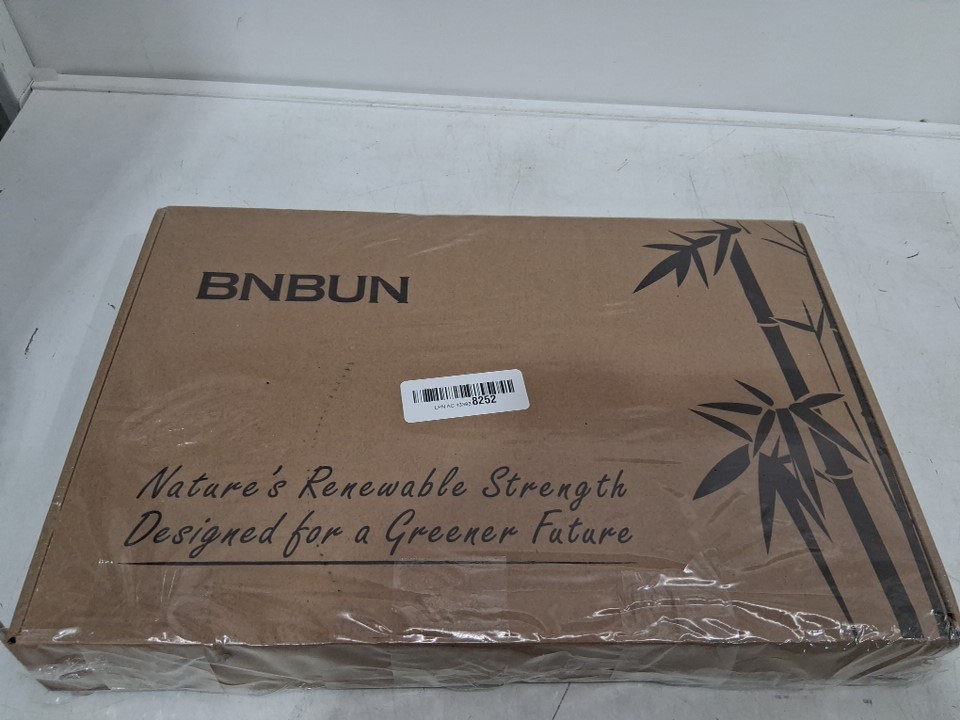 BNBUN
8252
Nature's Renewable Strength
Designed for a Greener Future